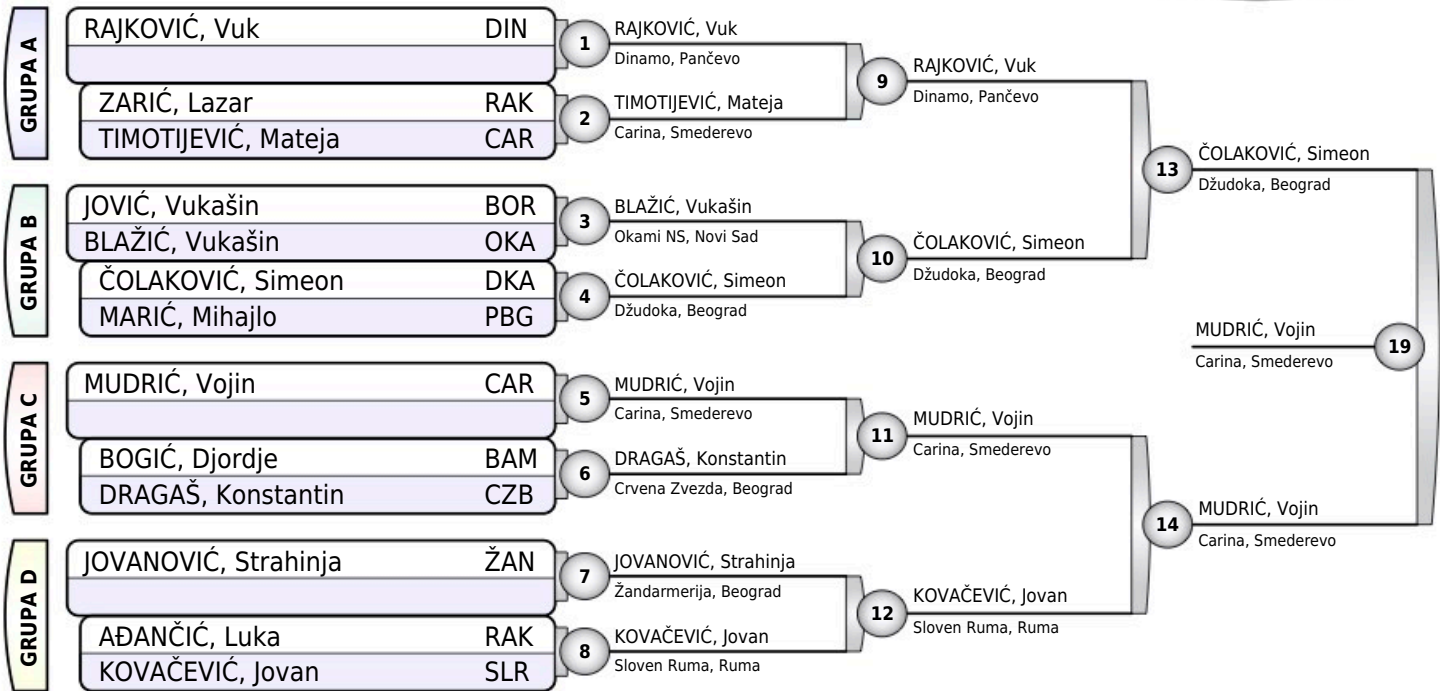 GRUPA A
RAJKOVIĆ, Vuk DIN
ZARIĆ, Lazar RAK
TIMOTIJEVIĆ, Mateja CAR
GRUPA B
JOVIĆ, Vukašin BOR
BLAŽIĆ, Vukašin OKA
ČOLAKOVIĆ, Simeon DKA
MARIĆ, Mihajlo PBG
GRUPA C
MUDRIĆ, Vojin CAR
BOGIĆ, Djordje BAM
DRAGAŠ, Konstantin CZB
GRUPA D
JOVANOVIĆ, Strahinja ŽAN
AĐANČIĆ, Luka RAK
KOVAČEVIĆ, Jovan SLR
1
RAJKOVIĆ, Vuk
Dinamo, Pančevo
2
TIMOTIJEVIĆ, Mateja
Carina, Smederevo
3
BLAŽIĆ, Vukašin
Okami NS, Novi Sad
4
ČOLAKOVIĆ, Simeon
Džudoka, Beograd
5
MUDRIĆ, Vojin
Carina, Smederevo
6
DRAGAŠ, Konstantin
Crvena Zvezda, Beograd
7
JOVANOVIĆ, Strahinja
Žandarmerija, Beograd
8
KOVAČEVIĆ, Jovan
Sloven Ruma, Ruma
9
RAJKOVIĆ, Vuk
Dinamo, Pančevo
10
ČOLAKOVIĆ, Simeon
Džudoka, Beograd
11
MUDRIĆ, Vojin
Carina, Smederevo
12
KOVAČEVIĆ, Jovan
Sloven Ruma, Ruma
13
ČOLAKOVIĆ, Simeon
Džudoka, Beograd
14
MUDRIĆ, Vojin
Carina, Smederevo
MUDRIĆ, Vojin
Carina, Smederevo
19